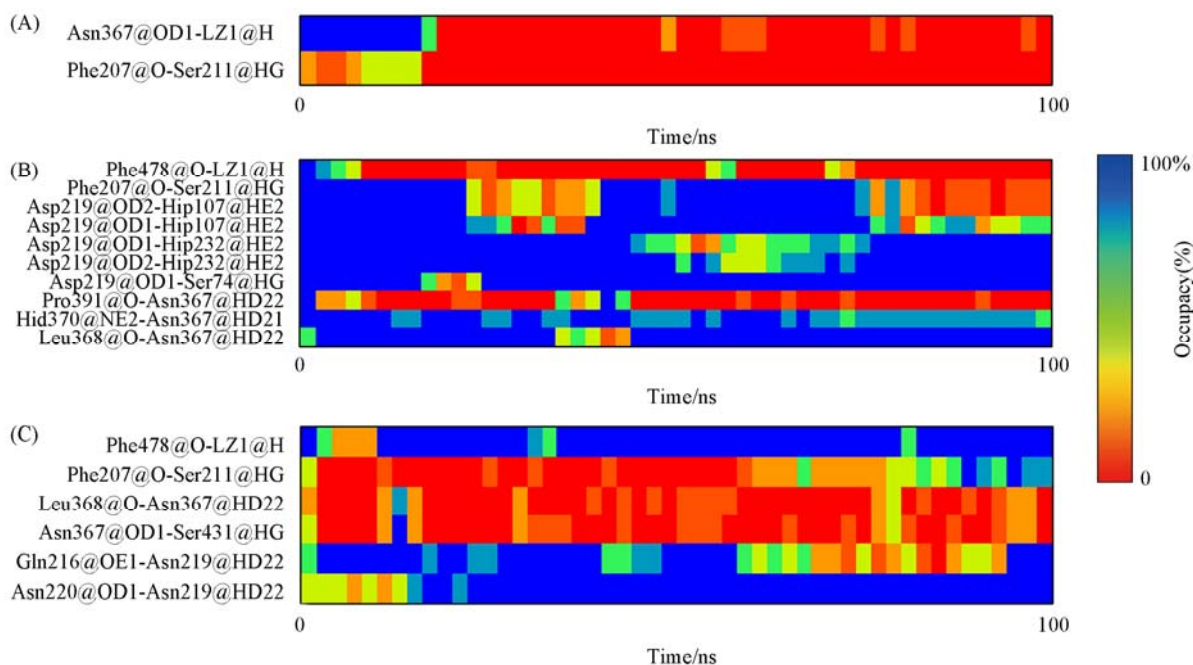 (A)
Asn367@OD1-LZ1@H
Phe207@O-Ser211@HG
0
100
Time/ns
(B)
Phe478@O-LZ1@H
Phe207@O-Ser211@HG
Asp219@OD2-Hip107@HE2
Asp219@OD1-Hip107@HE2
Asp219@OD1-Hip232@HE2
Asp219@OD2-Hip232@HE2
Asp219@OD1-Ser74@HG
Pro391@O-Asn367@HD22
Hid370@NE2-Asn367@HD21
Leu368@O-Asn367@HD22
0
100
Time/ns
100%
Occupacy(%)
0
(C)
Phe478@O-LZ1@H
Phe207@O-Ser211@HG
Leu368@O-Asn367@HD22
Asn367@OD1-Ser431@HG
Gln216@OE1-Asn219@HD22
Asn220@OD1-Asn219@HD22
0
100
Time/ns